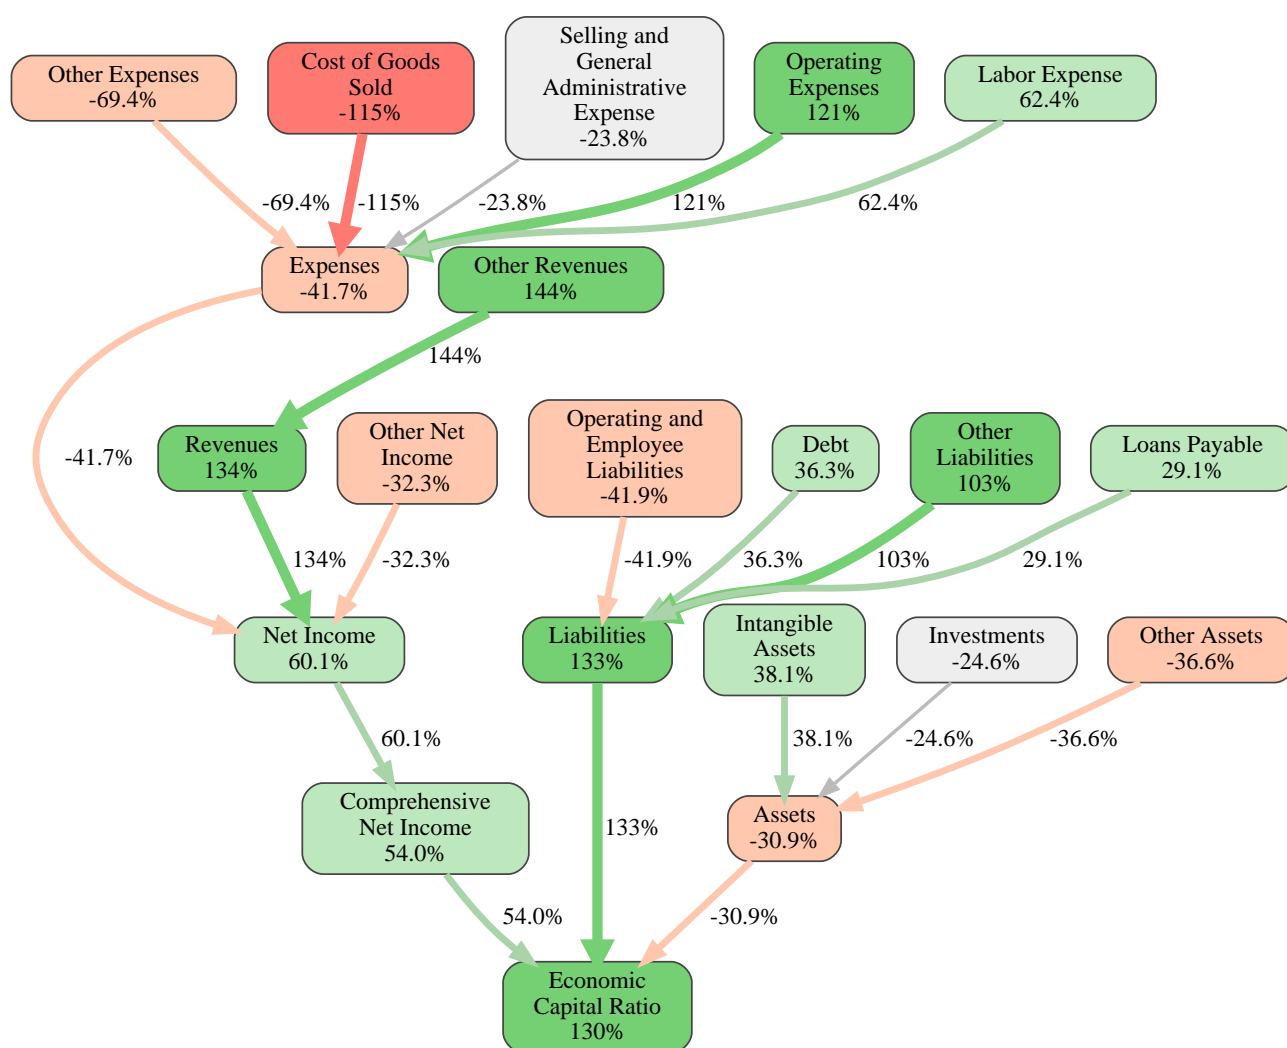 Other Expenses
-69.4%
Cost of Goods
Sold
-115%
Selling and
General
Administrative
Expense
-23.8%
Operating
Expenses
121%
Labor Expense
62.4%
-69.4%
-115%
-23.8%
121%
62.4%
Expenses
-41.7%
Other Revenues
144%
144%
-41.7%
Revenues
134%
Other Net
Income
-32.3%
Operating and
Employee
Liabilities
-41.9%
Debt
36.3%
Other
Liabilities
103%
Loans Payable
29.1%
134%
-32.3%
-41.9%
36.3%
103%
29.1%
Net Income
60.1%
Liabilities
133%
Intangible
Assets
38.1%
Investments
-24.6%
Other Assets
-36.6%
60.1%
38.1%
-24.6%
-36.6%
Comprehensive
Net Income
54.0%
133%
Assets
-30.9%
54.0%
-30.9%
Economic
Capital Ratio
130%